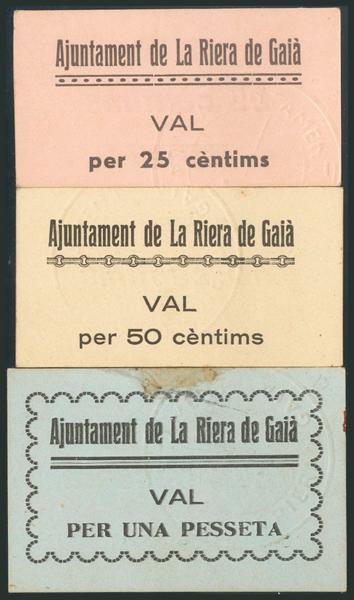 Ajuntament de La Riera de Gaià
VAL
per 25 cèntims
Ajuntament de La Riera de Gaià
VAL
per 50 cèntims
Ajuntament de La Riera de Gaià
VAL
PER UNA PESSETA